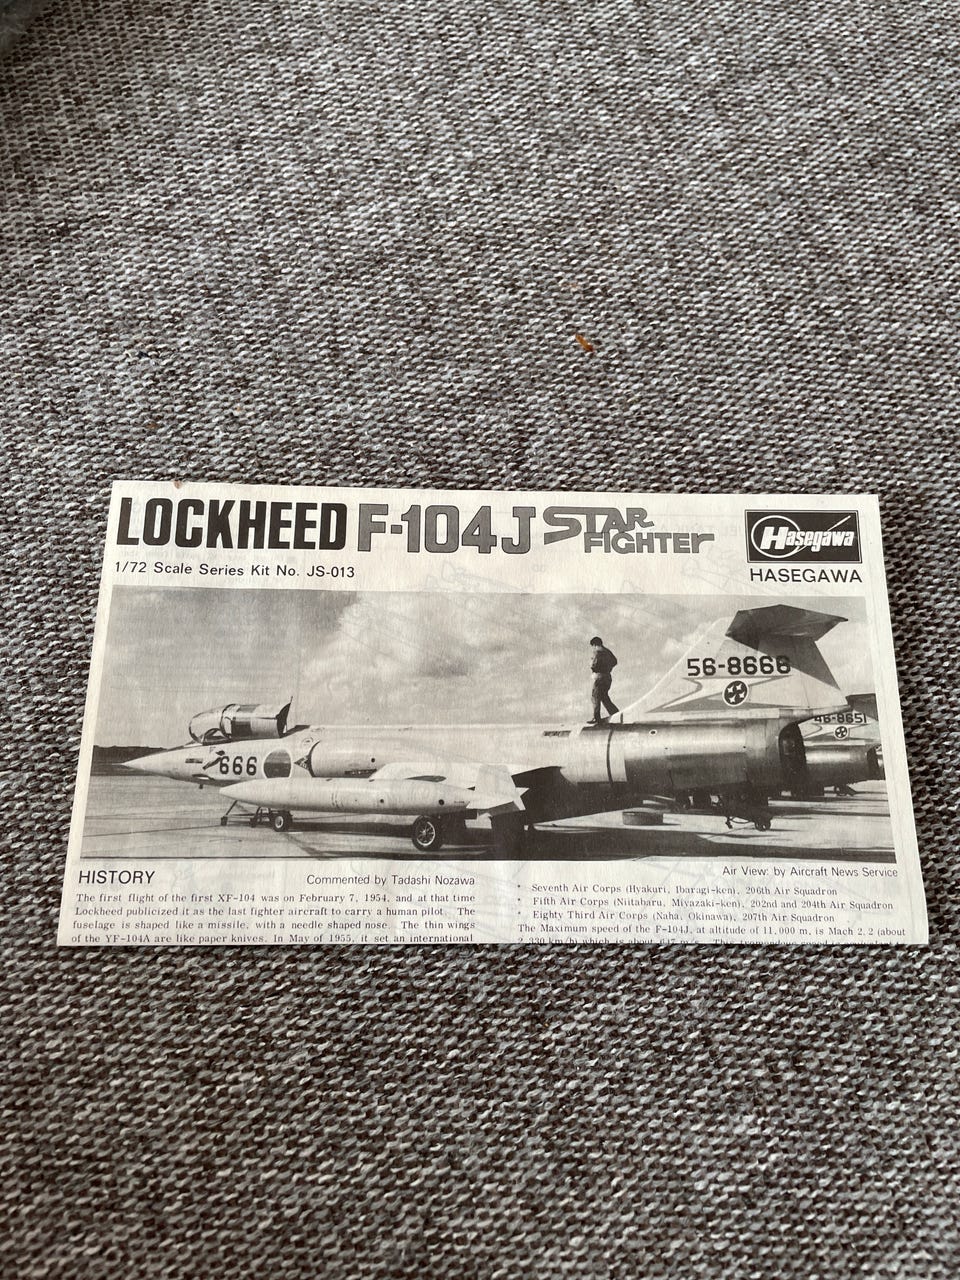 LOCKHEED F-104J STAR FIGHTER
Hasegawa
1/72 Scale Series Kit No. JS-013
HASEGAWA
56-8666
46-8651
666
HISTORY
Commented by Tadashi Nozawa
Air View: by Aircraft News Service
The first flight of the first XF-104 was on February 7, 1954, and at that time
Lockheed publicized it as the last fighter aircraft to carry a human pilot. The
fuselage is shaped like a missile, with a needle shaped nose. The thin wings
of the YF-104A are like paper knives. In May of 1955, it set an international
* Seventh Air Corps (Hyakuri, Ibaragi-ken), 206th Air Squadron
* Fifth Air Corps (Niitabaru, Miyazaki-ken), 202nd and 204th Air Squadron
* Eighty Third Air Corps (Naha, Okinawa), 207th Air Squadron
The Maximum speed of the F-104J, at altitude of 11,000 m, is Mach 2.2 (about